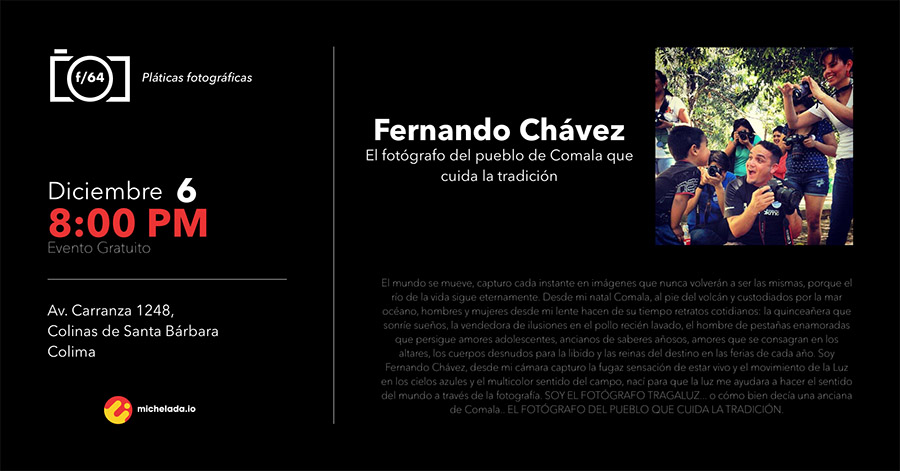 f/64
Pláticas fotográficas
Diciembre 6
8:00 PM
Evento Gratuito
Av. Carranza 1248,
Colinas de Santa Bárbara
Colima
michelada.io
Fernando Chávez
El fotógrafo del pueblo de Comala que
cuida la tradición
El mundo se mueve, capturo cada instante en imágenes que nunca volverán a ser las mismas, porque el
río de la vida sigue eternamente. Desde mi natal Comala, al pie del volcán y custodiados por la mar
océano, hombres y mujeres desde mi lente hacen de su tiempo retratos cotidianos: la quinceañera que
sonríe sueños, la vendedora de ilusiones en el pollo recién lavado, el hombre de pestañas enamoradas
que persigue amores adolescentes, ancianos de saberes añosos, amores que se consagran en los
altares, los cuerpos desnudos para la libido y las reinas del destino en las ferias de cada año. Soy
Fernando Chávez, desde mi cámara capturo la fugaz sensación de estar vivo y el movimiento de la Luz
en los cielos azules y el multicolor sentido del campo, nací para que la luz me ayudara a hacer el sentido
del mundo a través de la fotografía. SOY EL FOTÓGRAFO TRAGALUZ... o cómo bien decía una anciana
de Comala.. EL FOTÓGRAFO DEL PUEBLO QUE CUIDA LA TRADICIÓN.